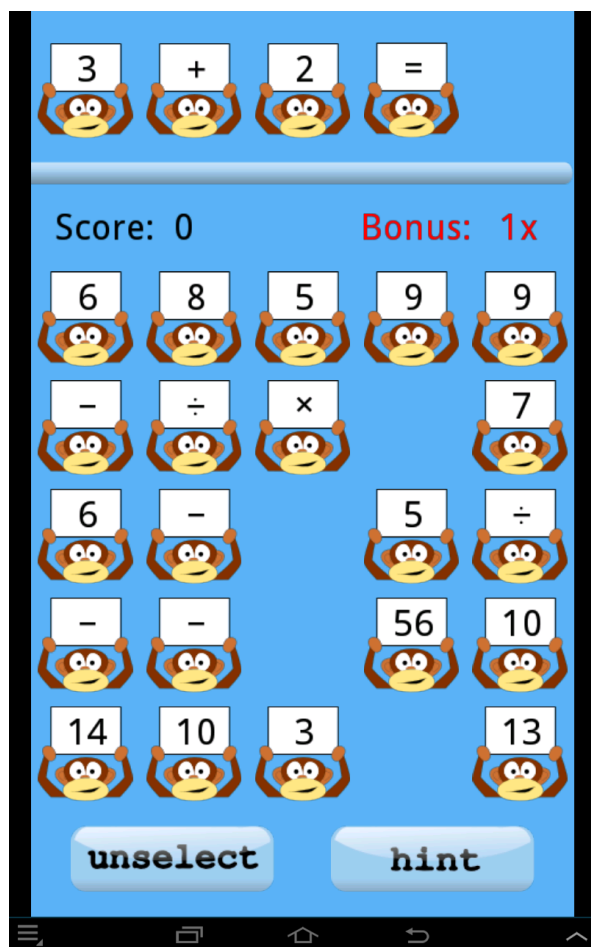 3 + 2 =
Score: 0 Bonus: 1x
6 8 5 9 9
− ÷ × 7
6 − 5 ÷
− − 56 10
14 10 3 13
unselect hint